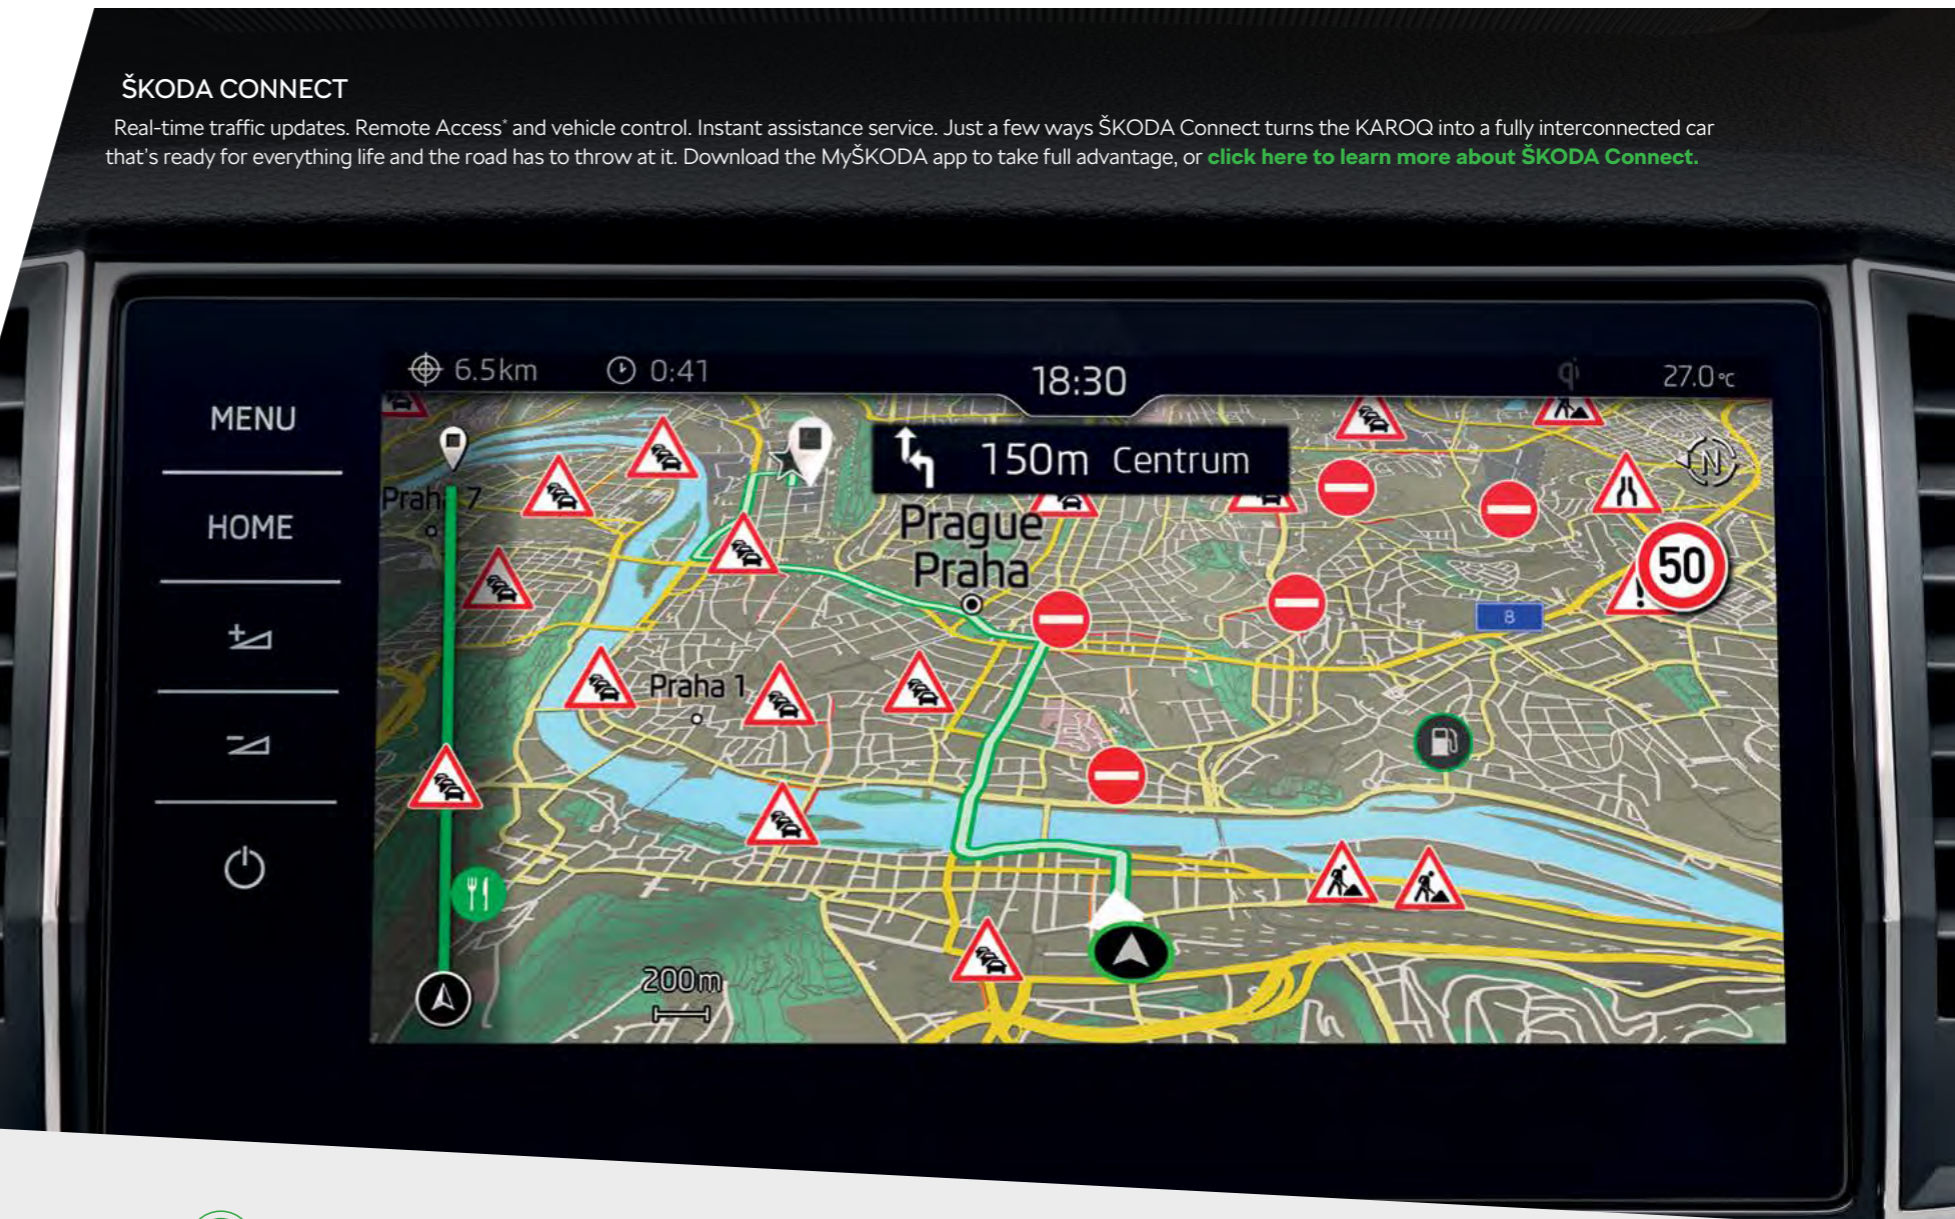 ŠKODA CONNECT
Real-time traffic updates. Remote Access* and vehicle control. Instant assistance service. Just a few ways ŠKODA Connect turns the KAROQ into a fully interconnected car
that's ready for everything life and the road has to throw at it. Download the MyŠKODA app to take full advantage, or click here to learn more about ŠKODA Connect.
6.5km 0:41 18:30 qi 27.0°C
MENU
HOME
150m Centrum
N
Praha 7
Prague
Praha
50
8
Praha 1
200m